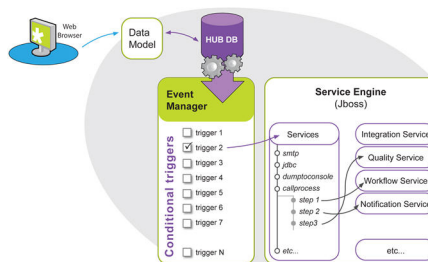 Web
Browser
Data
Model
HUB DB
Event
Manager
Conditional triggers
trigger 1
trigger 2
trigger 3
trigger 4
trigger 5
trigger 6
trigger 7
trigger N
Service Engine
(Jboss)
Services
smtp
jdbc
dumptoconsole
callprocess
step 1
step 2
step3
etc...
Integration Service
Quality Service
Workflow Service
Notification Service
etc...